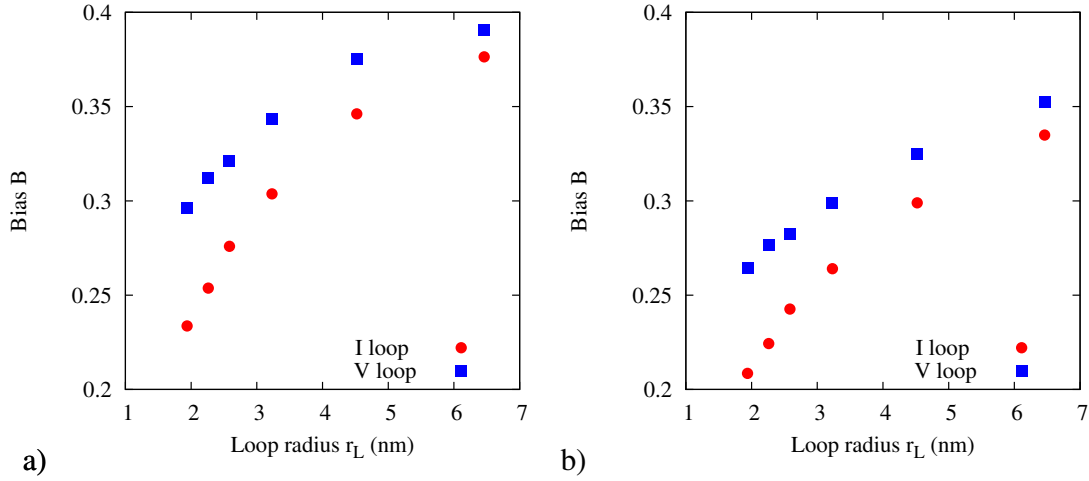 0.4
0.35
0.3
0.25
0.2
Bias B
I loop
V loop
1 2 3 4 5 6 7
Loop radius r_L (nm)
a)
0.4
0.35
0.3
0.25
0.2
Bias B
I loop
V loop
1 2 3 4 5 6 7
Loop radius r_L (nm)
b)